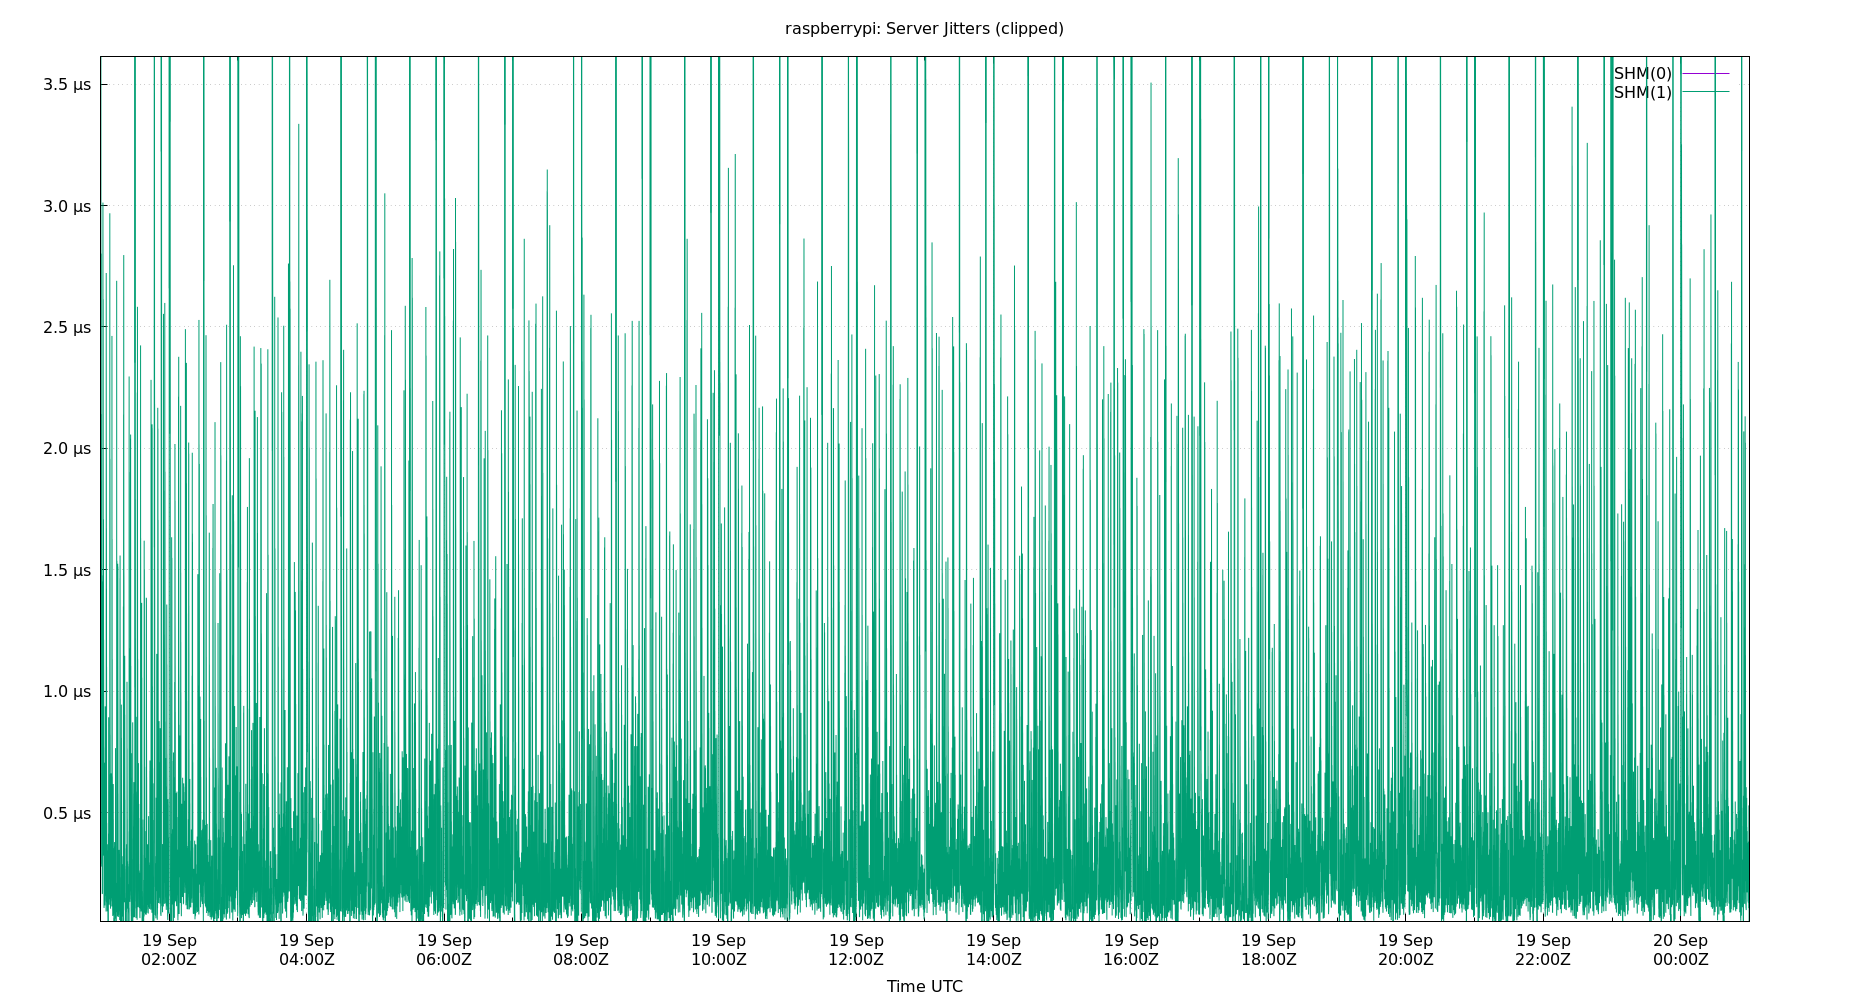 raspberrypi: Server Jitters (clipped)
SHM(0)
SHM(1)
3.5 µs
3.0 µs
2.5 µs
2.0 µs
1.5 µs
1.0 µs
0.5 µs
19 Sep 19 Sep 19 Sep 19 Sep 19 Sep 19 Sep 19 Sep 19 Sep 19 Sep 19 Sep 19 Sep 20 Sep
02:00Z 04:00Z 06:00Z 08:00Z 10:00Z 12:00Z 14:00Z 16:00Z 18:00Z 20:00Z 22:00Z 00:00Z
Time UTC